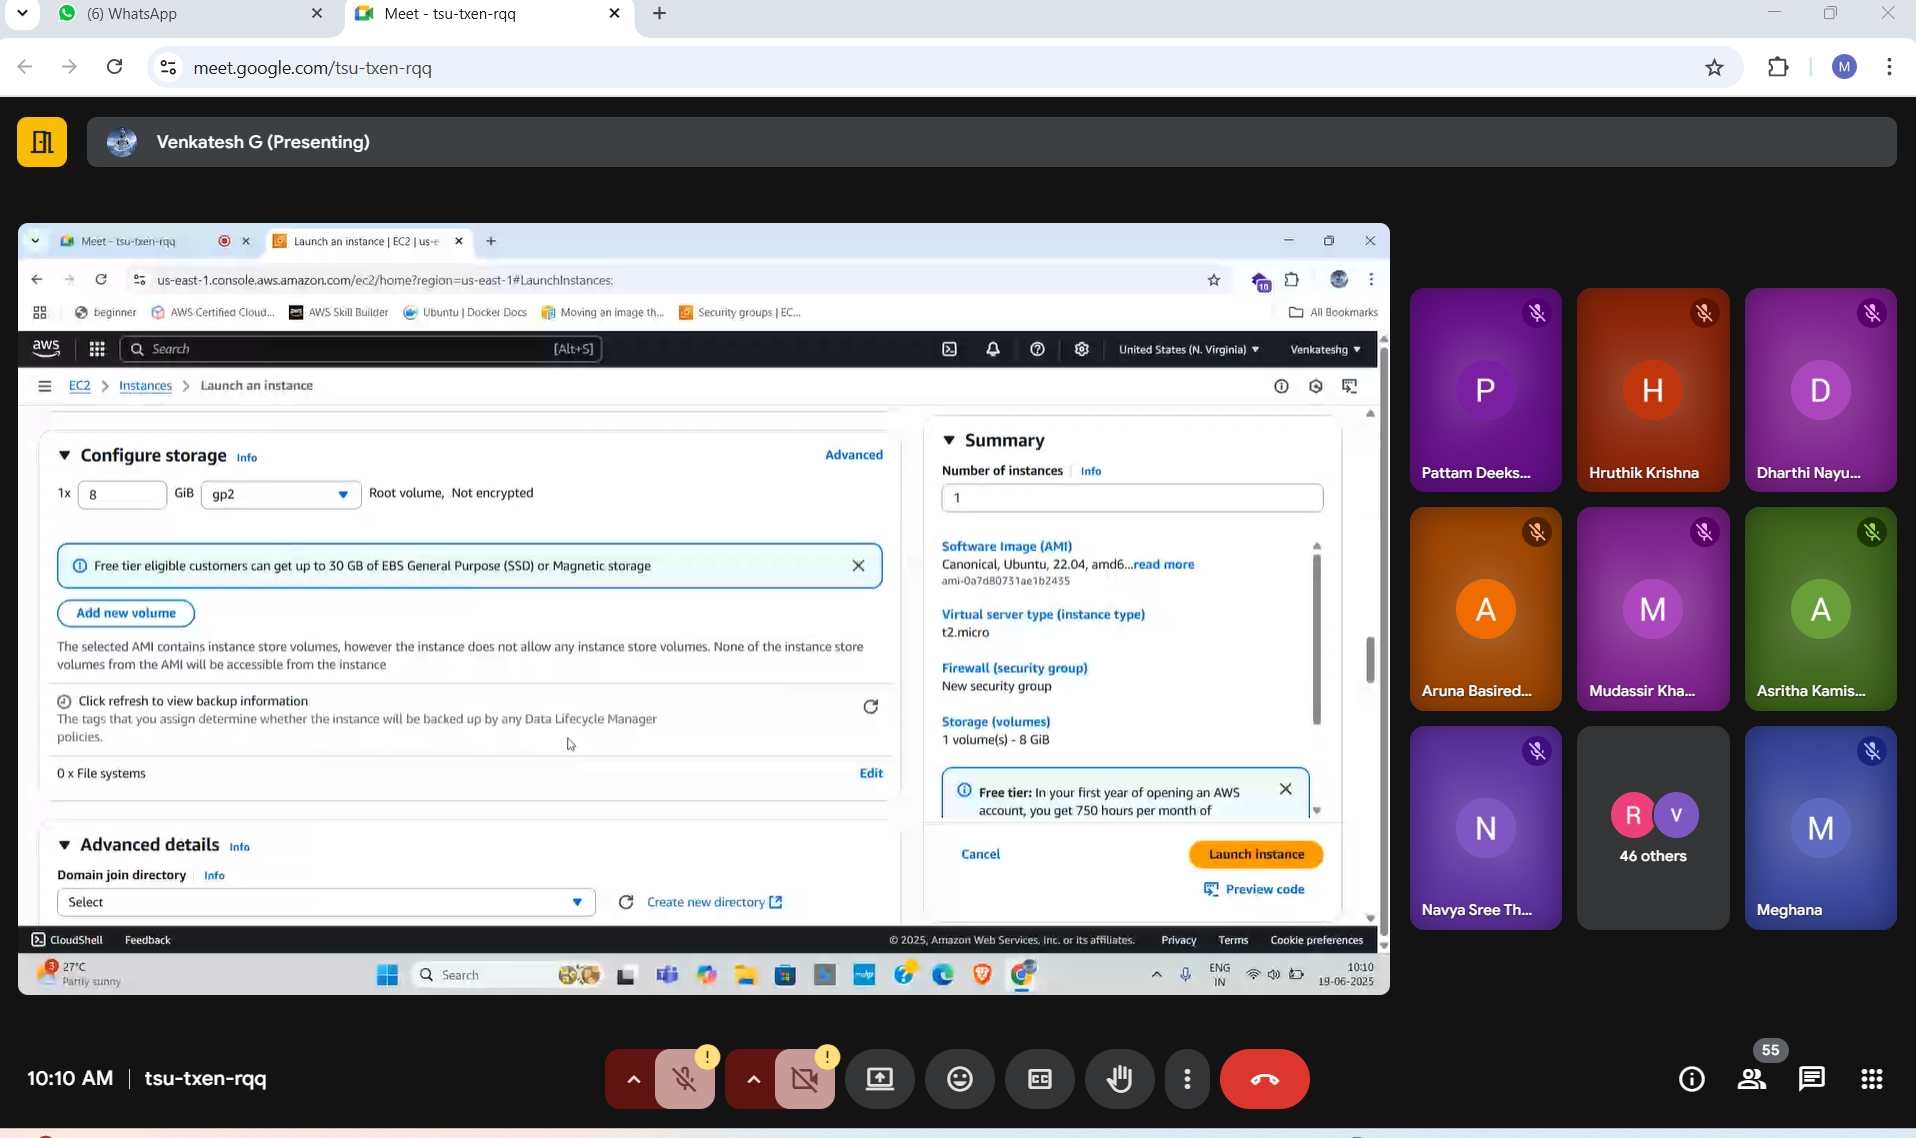 (6) WhatsApp
Meet - tsu-txen-rqq
meet.google.com/tsu-txen-rqq
M
Venkatesh G (Presenting)
Meet - tsu-txen-rqq
Launch an instance | EC2 | us-e
us-east-1.console.aws.amazon.com/ec2/home?region=us-east-1#LaunchInstances:
10
beginner
AWS Certified Cloud...
AWS Skill Builder
Ubuntu | Docker Docs
Moving an image th...
Security groups | EC...
All Bookmarks
aws
Search
[Alt+S]
United States (N. Virginia)
Venkateshg
EC2
Instances
Launch an instance
Configure storage Info
Advanced
1x
8
GiB
gp2
Root volume, Not encrypted
Free tier eligible customers can get up to 30 GB of EBS General Purpose (SSD) or Magnetic storage
Add new volume
The selected AMI contains instance store volumes, however the instance does not allow any instance store volumes. None of the instance store
volumes from the AMI will be accessible from the instance
Click refresh to view backup information
The tags that you assign determine whether the instance will be backed up by any Data Lifecycle Manager
policies.
0 x File systems
Edit
Advanced details Info
Domain join directory Info
Select
Create new directory
Summary
Number of instances Info
1
Software Image (AMI)
Canonical, Ubuntu, 22.04, amd6...read more
ami-0a7d80731ae1b2435
Virtual server type (instance type)
t2.micro
Firewall (security group)
New security group
Storage (volumes)
1 volume(s) - 8 GiB
Free tier: In your first year of opening an AWS
account, you get 750 hours per month of
Cancel
Launch instance
Preview code
CloudShell
Feedback
© 2025, Amazon Web Services, Inc. or its affiliates.
Privacy
Terms
Cookie preferences
3
27°C
Partly sunny
Search
ENG
IN
10:10
19-06-2025
P
Pattam Deeks...
H
Hruthik Krishna
D
Dharthi Nayu...
A
Aruna Basired...
M
Mudassir Kha...
A
Asritha Kamis...
N
Navya Sree Th...
R
V
46 others
M
Meghana
10:10 AM
tsu-txen-rqq
!
!
CC
55